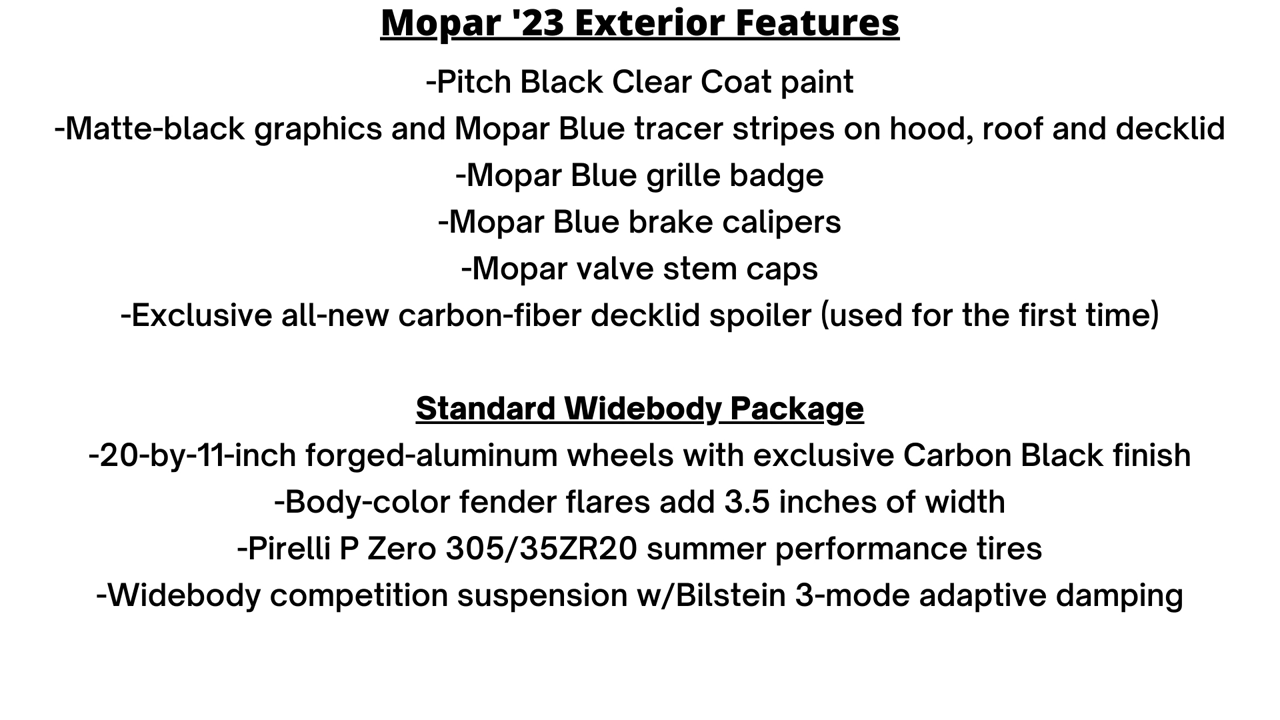 Mopar '23 Exterior Features
-Pitch Black Clear Coat paint
-Matte-black graphics and Mopar Blue tracer stripes on hood, roof and decklid
-Mopar Blue grille badge
-Mopar Blue brake calipers
-Mopar valve stem caps
-Exclusive all-new carbon-fiber decklid spoiler (used for the first time)
Standard Widebody Package
-20-by-11-inch forged-aluminum wheels with exclusive Carbon Black finish
-Body-color fender flares add 3.5 inches of width
-Pirelli P Zero 305/35ZR20 summer performance tires
-Widebody competition suspension w/Bilstein 3-mode adaptive damping